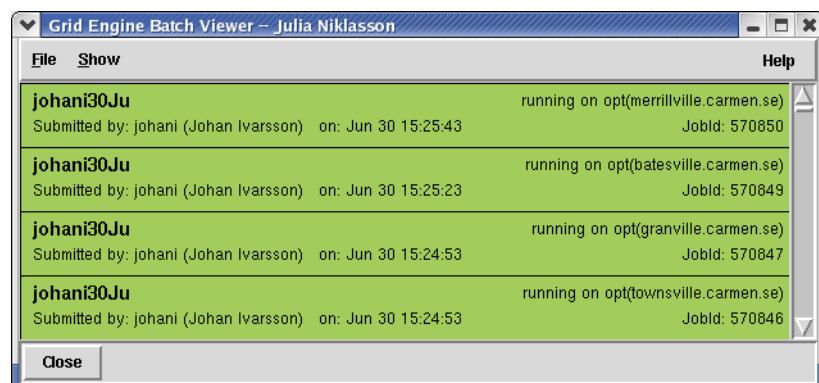 Grid Engine Batch Viewer -- Julia Niklasson
File Show Help
johani30Ju running on opt(merrillville.carmen.se)
Submitted by: johani (Johan Ivarsson) on: Jun 30 15:25:43 JobId: 570850
johani30Ju running on opt(batesville.carmen.se)
Submitted by: johani (Johan Ivarsson) on: Jun 30 15:25:23 JobId: 570849
johani30Ju running on opt(granville.carmen.se)
Submitted by: johani (Johan Ivarsson) on: Jun 30 15:24:53 JobId: 570847
johani30Ju running on opt(townsville.carmen.se)
Submitted by: johani (Johan Ivarsson) on: Jun 30 15:24:53 JobId: 570846
Close